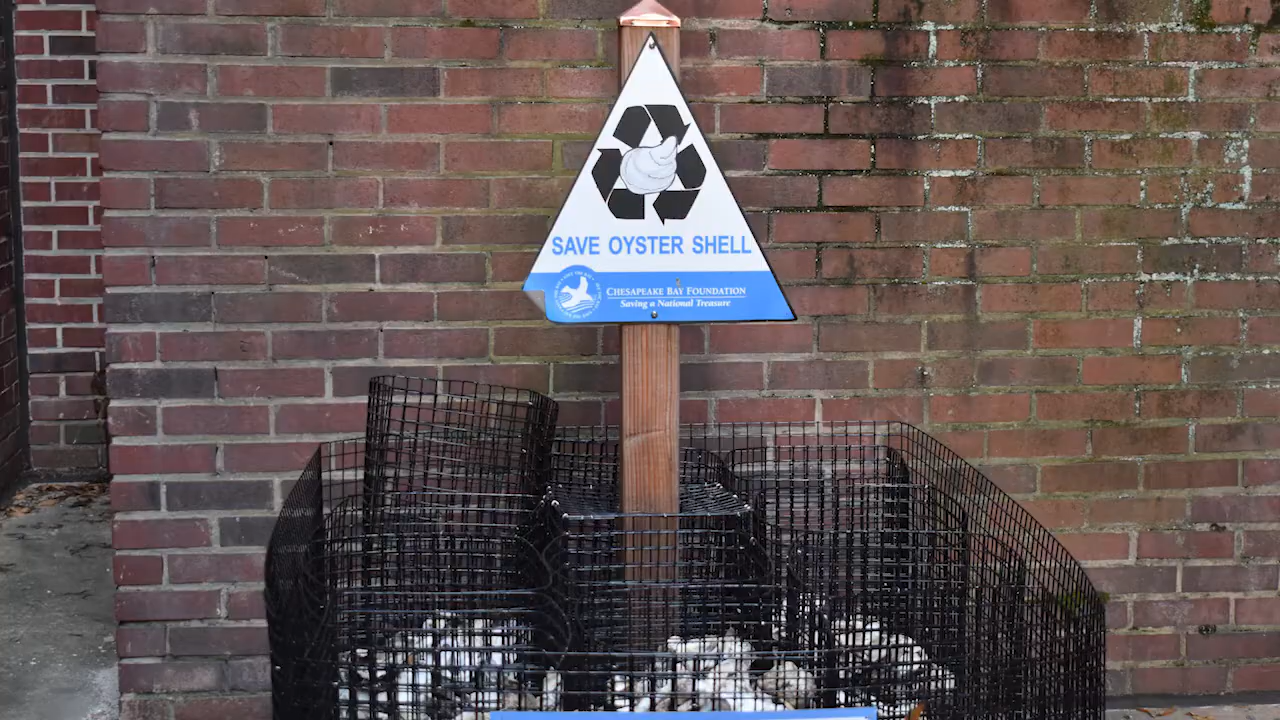 SAVE OYSTER SHELL
CHESAPEAKE BAY FOUNDATION
Saving a National Treasure